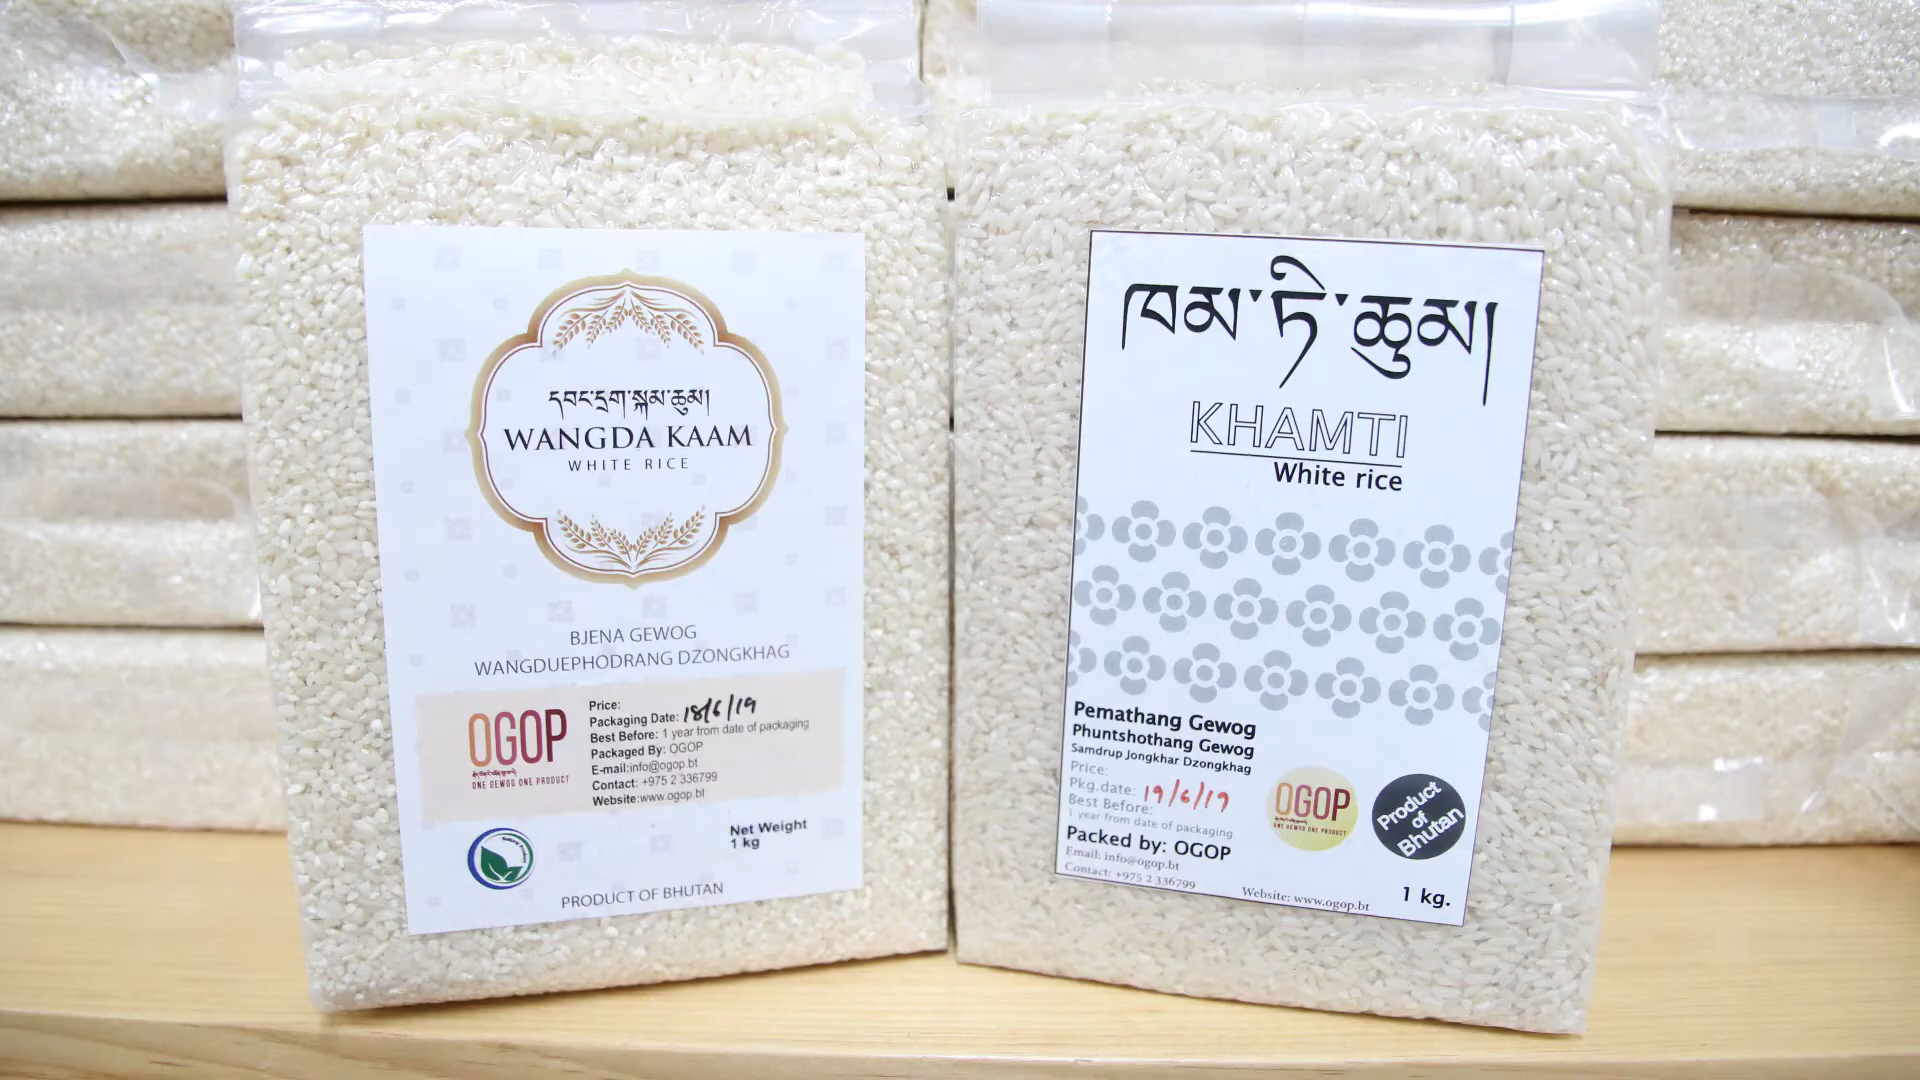 དབང་དྲག་སྐམ་ཆུམ།
WANGDA KAAM
WHITE RICE
BJENA GEWOG
WANGDUEPHODRANG DZONGKHAG
OGOP
ONE GEWOG ONE PRODUCT
Price:
Packaging Date: 18/6/19
Best Before: 1 year from date of packaging
Packaged By: OGOP
E-mail:info@ogop.bt
Contact: +975 2 336799
Website:www.ogop.bt
Natural Product
Net Weight
1 kg
PRODUCT OF BHUTAN
ཁམ་ཏི་ཆུམ།
KHAMTI
White rice
Pemathang Gewog
Phuntshothang Gewog
Samdrup Jongkhar Dzongkhag
Price:
Pkg.date: 19/6/19
Best Before:
1 year from date of packaging
Packed by: OGOP
Email: info@ogop.bt
Contact: +975 2 336799
Website: www.ogop.bt
OGOP
ONE GEWOG ONE PRODUCT
Product
of
Bhutan
1 kg.